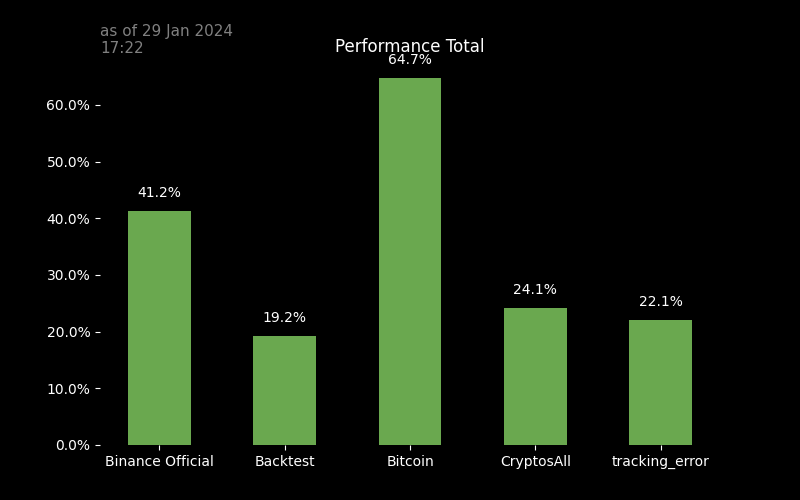 as of 29 Jan 2024
17:22
Performance Total
64.7%
60.0%
50.0%
41.2%
40.0%
30.0%
24.1%
22.1%
19.2%
20.0%
10.0%
0.0%
Binance Official
Backtest
Bitcoin
CryptosAll
tracking_error